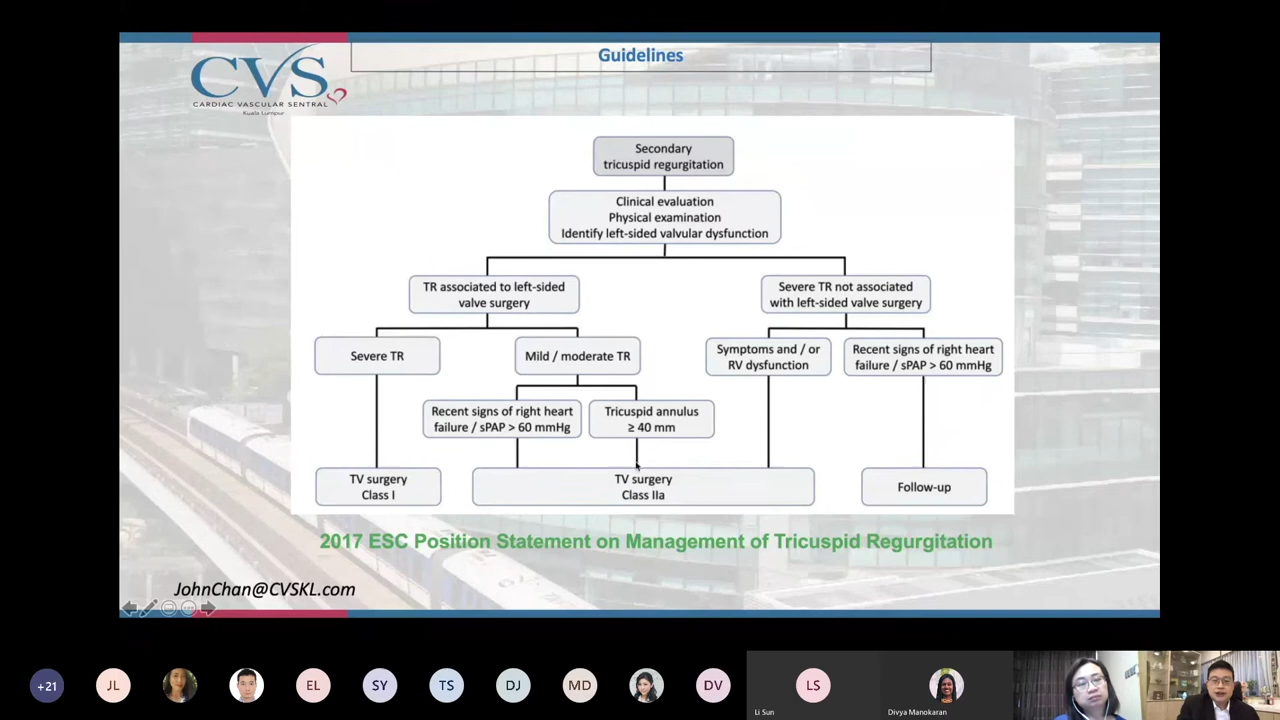 Guidelines
CVS
CARDIAC VASCULAR SENTRAL
Kuala Lumpur
Secondary
tricuspid regurgitation
Clinical evaluation
Physical examination
Identify left-sided valvular dysfunction
TR associated to left-sided
valve surgery
Severe TR not associated
with left-sided valve surgery
Severe TR
Mild / moderate TR
Symptoms and / or
RV dysfunction
Recent signs of right heart
failure / sPAP > 60 mmHg
Recent signs of right heart
failure / sPAP > 60 mmHg
Tricuspid annulus
≥ 40 mm
TV surgery
Class I
TV surgery
Class IIa
Follow-up
2017 ESC Position Statement on Management of Tricuspid Regurgitation
JohnChan@CVSKL.com
+21
JL
EL
SY
TS
DJ
MD
DV
LS
Li Sun
Divya Manokaran